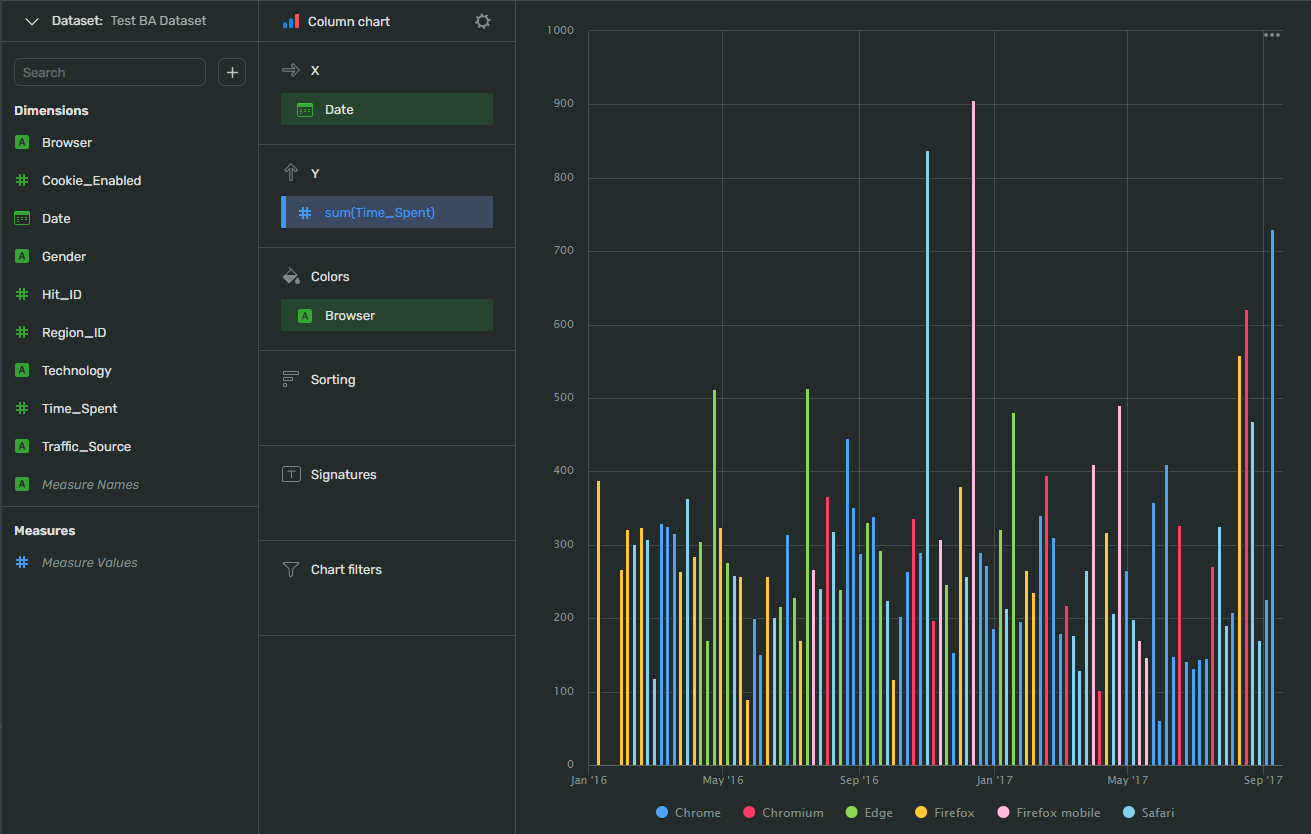 Dataset: Test BA Dataset
Search
+
Dimensions
A Browser
# Cookie_Enabled
Date
A Gender
# Hit_ID
# Region_ID
A Technology
# Time_Spent
A Traffic_Source
A Measure Names
Measures
# Measure Values
Column chart
X
Date
Y
# sum(Time_Spent)
Colors
A Browser
Sorting
T Signatures
Chart filters
1000
900
800
700
600
500
400
300
200
100
0
Jan '16 May '16 Sep '16 Jan '17 May '17 Sep '17
Chrome Chromium Edge Firefox Firefox mobile Safari